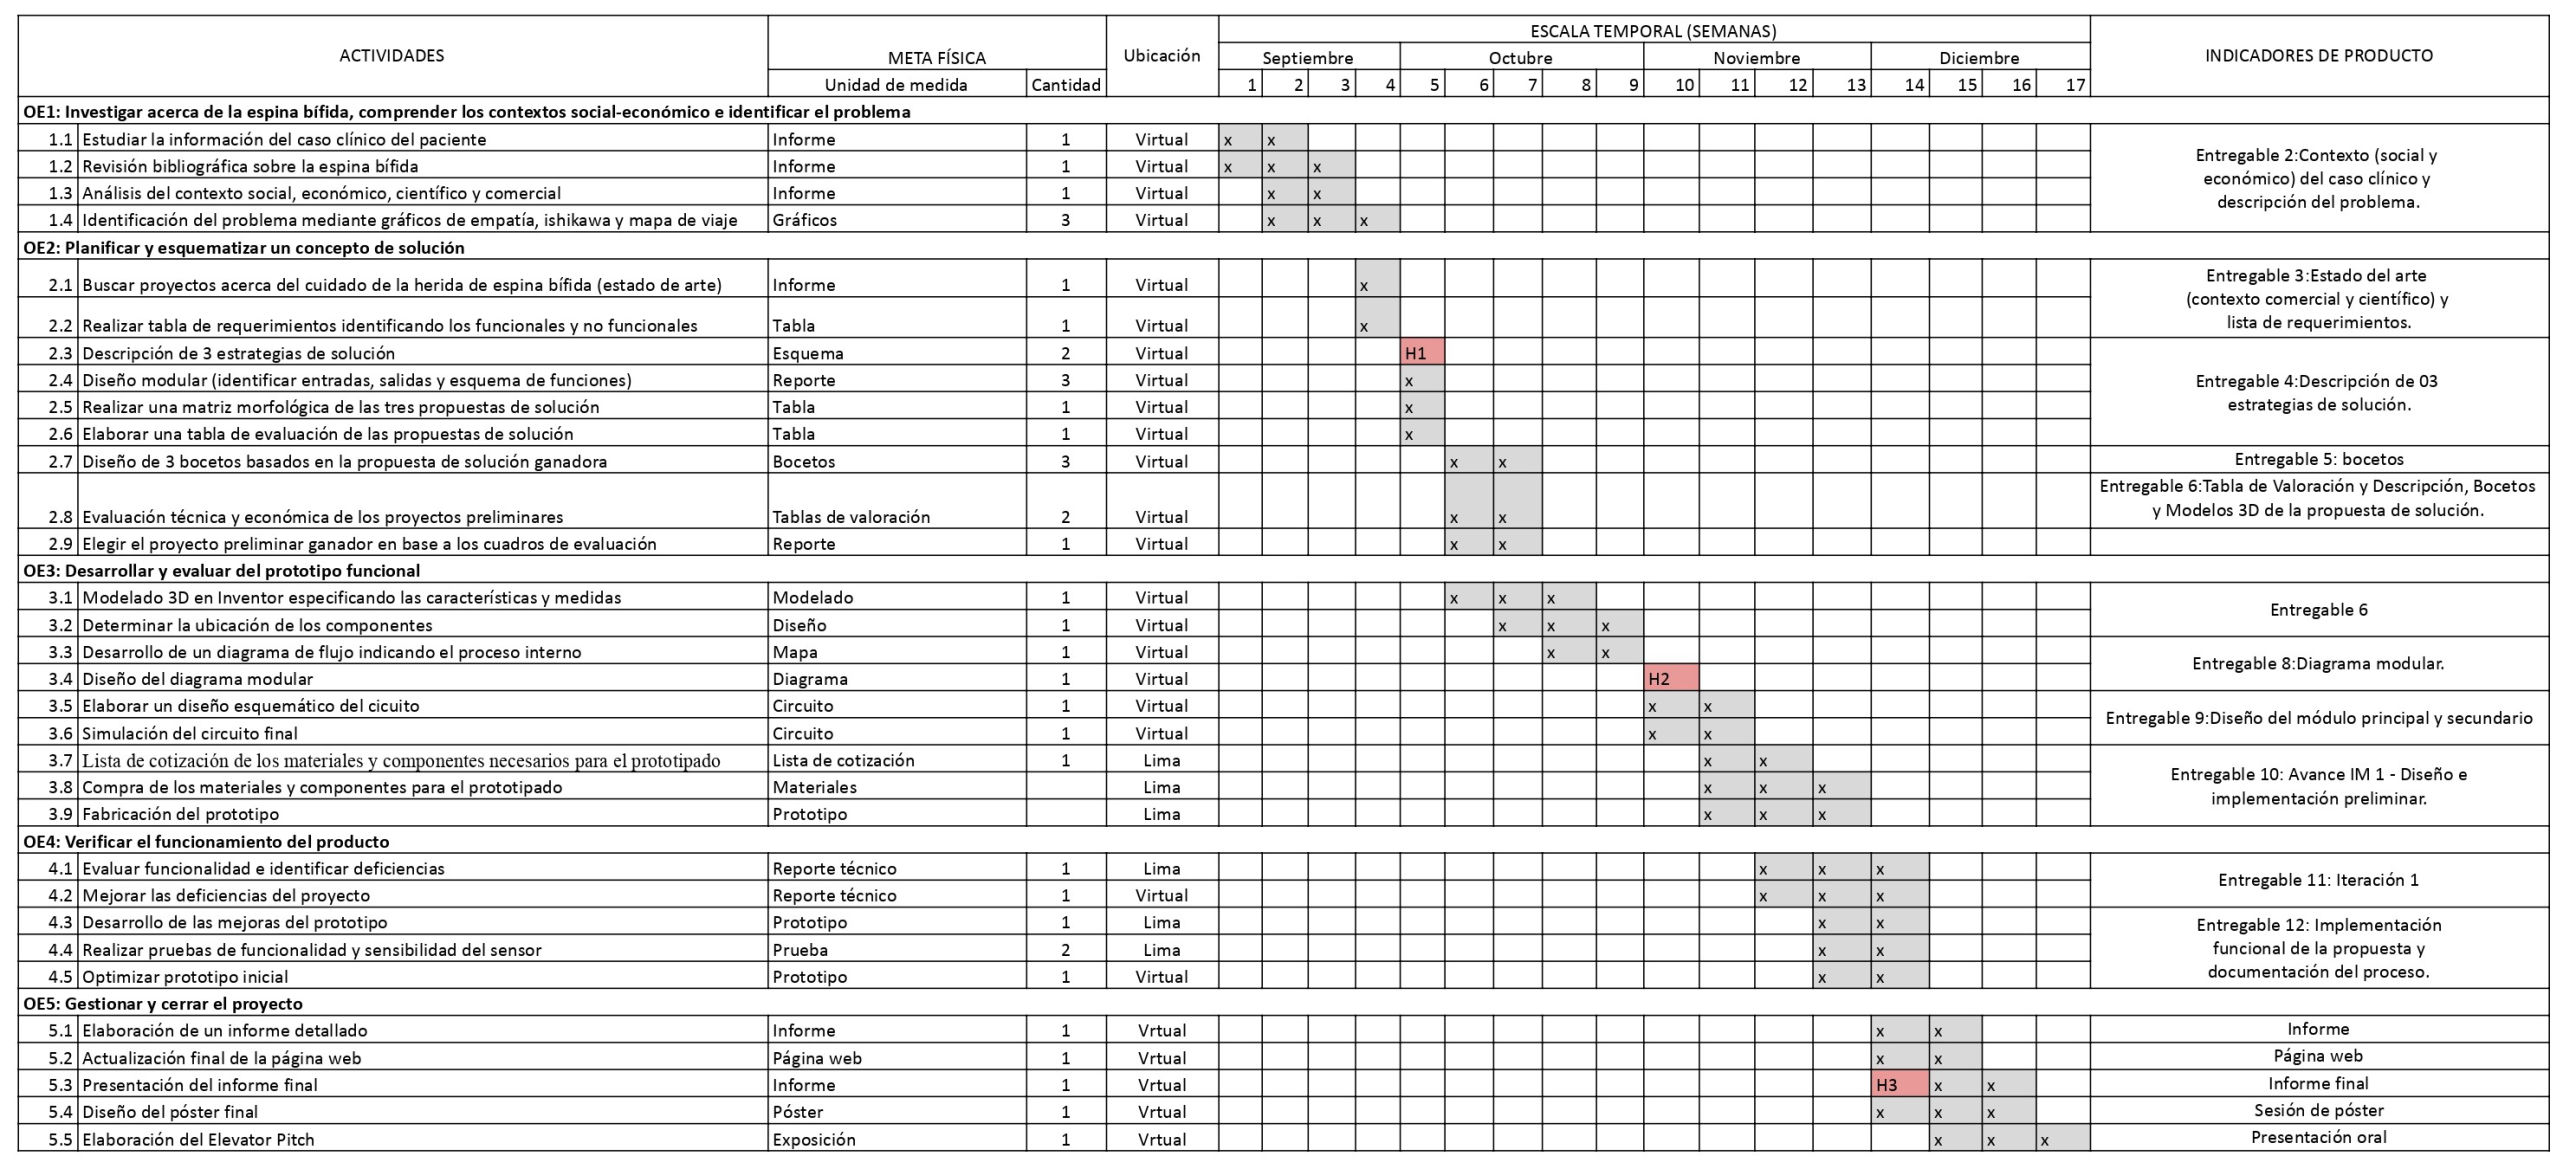 ESCALA TEMPORAL (SEMANAS)
ACTIVIDADES META FÍSICA Ubicación Septiembre Octubre Noviembre Diciembre INDICADORES DE PRODUCTO
Unidad de medida Cantidad 1 2 3 4 5 6 7 8 9 10 11 12 13 14 15 16 17
OE1: Investigar acerca de la espina bífida, comprender los contextos social-económico e identificar el problema
1.1 Estudiar la información del caso clínico del paciente Informe 1 Virtual x x
1.2 Revisión bibliográfica sobre la espina bífida Informe 1 Virtual x x x
1.3 Análisis del contexto social, económico, científico y comercial Informe 1 Virtual x x
1.4 Identificación del problema mediante gráficos de empatía, ishikawa y mapa de viaje Gráficos 3 Virtual x x x
Entregable 2:Contexto (social y
económico) del caso clínico y
descripción del problema.
OE2: Planificar y esquematizar un concepto de solución
2.1 Buscar proyectos acerca del cuidado de la herida de espina bífida (estado de arte) Informe 1 Virtual x
2.2 Realizar tabla de requerimientos identificando los funcionales y no funcionales Tabla 1 Virtual x
Entregable 3:Estado del arte
(contexto comercial y científico) y
lista de requerimientos.
2.3 Descripción de 3 estrategias de solución Esquema 2 Virtual H1
2.4 Diseño modular (identificar entradas, salidas y esquema de funciones) Reporte 3 Virtual x
2.5 Realizar una matriz morfológica de las tres propuestas de solución Tabla 1 Virtual x
2.6 Elaborar una tabla de evaluación de las propuestas de solución Tabla 1 Virtual x
Entregable 4:Descripción de 03
estrategias de solución.
2.7 Diseño de 3 bocetos basados en la propuesta de solución ganadora Bocetos 3 Virtual x x Entregable 5: bocetos
2.8 Evaluación técnica y económica de los proyectos preliminares Tablas de valoración 2 Virtual x x
Entregable 6:Tabla de Valoración y Descripción, Bocetos
y Modelos 3D de la propuesta de solución.
2.9 Elegir el proyecto preliminar ganador en base a los cuadros de evaluación Reporte 1 Virtual x x
OE3: Desarrollar y evaluar del prototipo funcional
3.1 Modelado 3D en Inventor especificando las características y medidas Modelado 1 Virtual x x x
3.2 Determinar la ubicación de los componentes Diseño 1 Virtual x x x
Entregable 6
3.3 Desarrollo de un diagrama de flujo indicando el proceso interno Mapa 1 Virtual x x
3.4 Diseño del diagrama modular Diagrama 1 Virtual H2
Entregable 8:Diagrama modular.
3.5 Elaborar un diseño esquemático del cicuito Circuito 1 Virtual x x
3.6 Simulación del circuito final Circuito 1 Virtual x x
Entregable 9:Diseño del módulo principal y secundario
3.7 Lista de cotización de los materiales y componentes necesarios para el prototipado Lista de cotización 1 Lima x x
3.8 Compra de los materiales y componentes para el prototipado Materiales Lima x x x
3.9 Fabricación del prototipo Prototipo Lima x x x
Entregable 10: Avance IM 1 - Diseño e
implementación preliminar.
OE4: Verificar el funcionamiento del producto
4.1 Evaluar funcionalidad e identificar deficiencias Reporte técnico 1 Lima x x x
4.2 Mejorar las deficiencias del proyecto Reporte técnico 1 Virtual x x x
Entregable 11: Iteración 1
4.3 Desarrollo de las mejoras del prototipo Prototipo 1 Lima x x
4.4 Realizar pruebas de funcionalidad y sensibilidad del sensor Prueba 2 Lima x x
4.5 Optimizar prototipo inicial Prototipo 1 Virtual x x
Entregable 12: Implementación
funcional de la propuesta y
documentación del proceso.
OE5: Gestionar y cerrar el proyecto
5.1 Elaboración de un informe detallado Informe 1 Vrtual x x Informe
5.2 Actualización final de la página web Página web 1 Vrtual x x Página web
5.3 Presentación del informe final Informe 1 Vrtual H3 x x Informe final
5.4 Diseño del póster final Póster 1 Vrtual x x x Sesión de póster
5.5 Elaboración del Elevator Pitch Exposición 1 Vrtual x x x Presentación oral